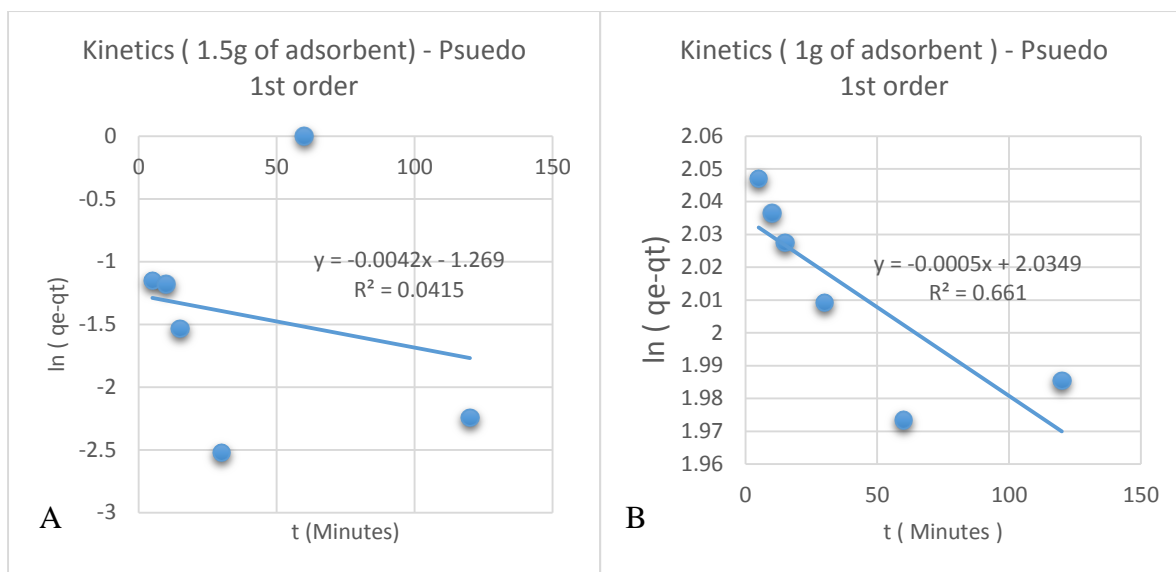 Kinetics ( 1.5g of adsorbent) - Psuedo
1st order
0
-0.5
-1
-1.5
-2
-2.5
-3
0
50
100
150
y = -0.0042x - 1.269
R² = 0.0415
ln ( qe-qt)
t (Minutes)
A
Kinetics ( 1g of adsorbent ) - Psuedo
1st order
2.06
2.05
2.04
2.03
2.02
2.01
2
1.99
1.98
1.97
1.96
0
50
100
150
y = -0.0005x + 2.0349
R² = 0.661
ln ( qe-qt)
t ( Minutes )
B